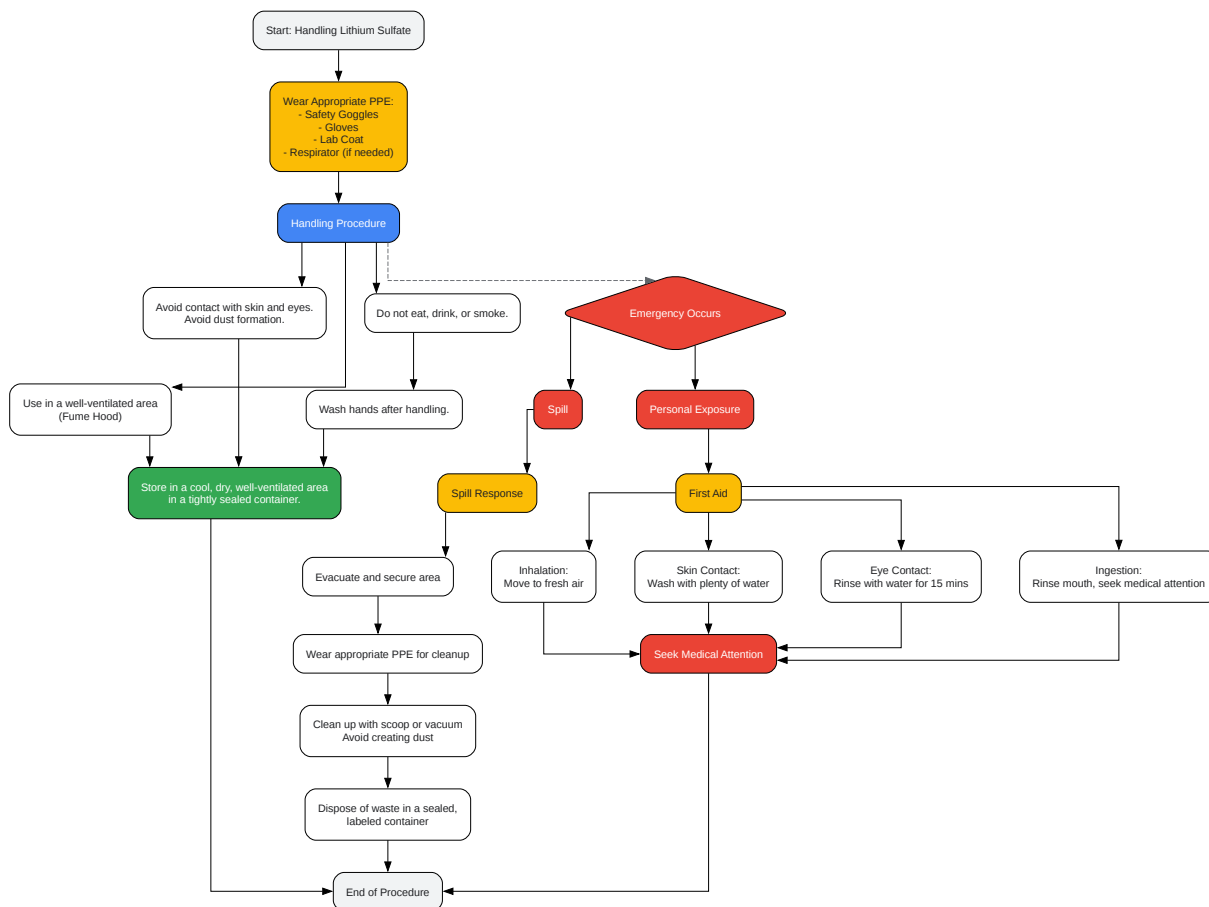 Start: Handling Lithium Sulfate
Wear Appropriate PPE:
- Safety Goggles
- Gloves
- Lab Coat
- Respirator (if needed)
Handling Procedure
Avoid contact with skin and eyes.
Avoid dust formation.
Do not eat, drink, or smoke.
Emergency Occurs
Use in a well-ventilated area
(Fume Hood)
Wash hands after handling.
Spill
Personal Exposure
Store in a cool, dry, well-ventilated area
in a tightly sealed container.
Spill Response
First Aid
Evacuate and secure area
Inhalation:
Move to fresh air
Skin Contact:
Wash with plenty of water
Eye Contact:
Rinse with water for 15 mins
Ingestion:
Rinse mouth, seek medical attention
Wear appropriate PPE for cleanup
Seek Medical Attention
Clean up with scoop or vacuum
Avoid creating dust
Dispose of waste in a sealed,
labeled container
End of Procedure